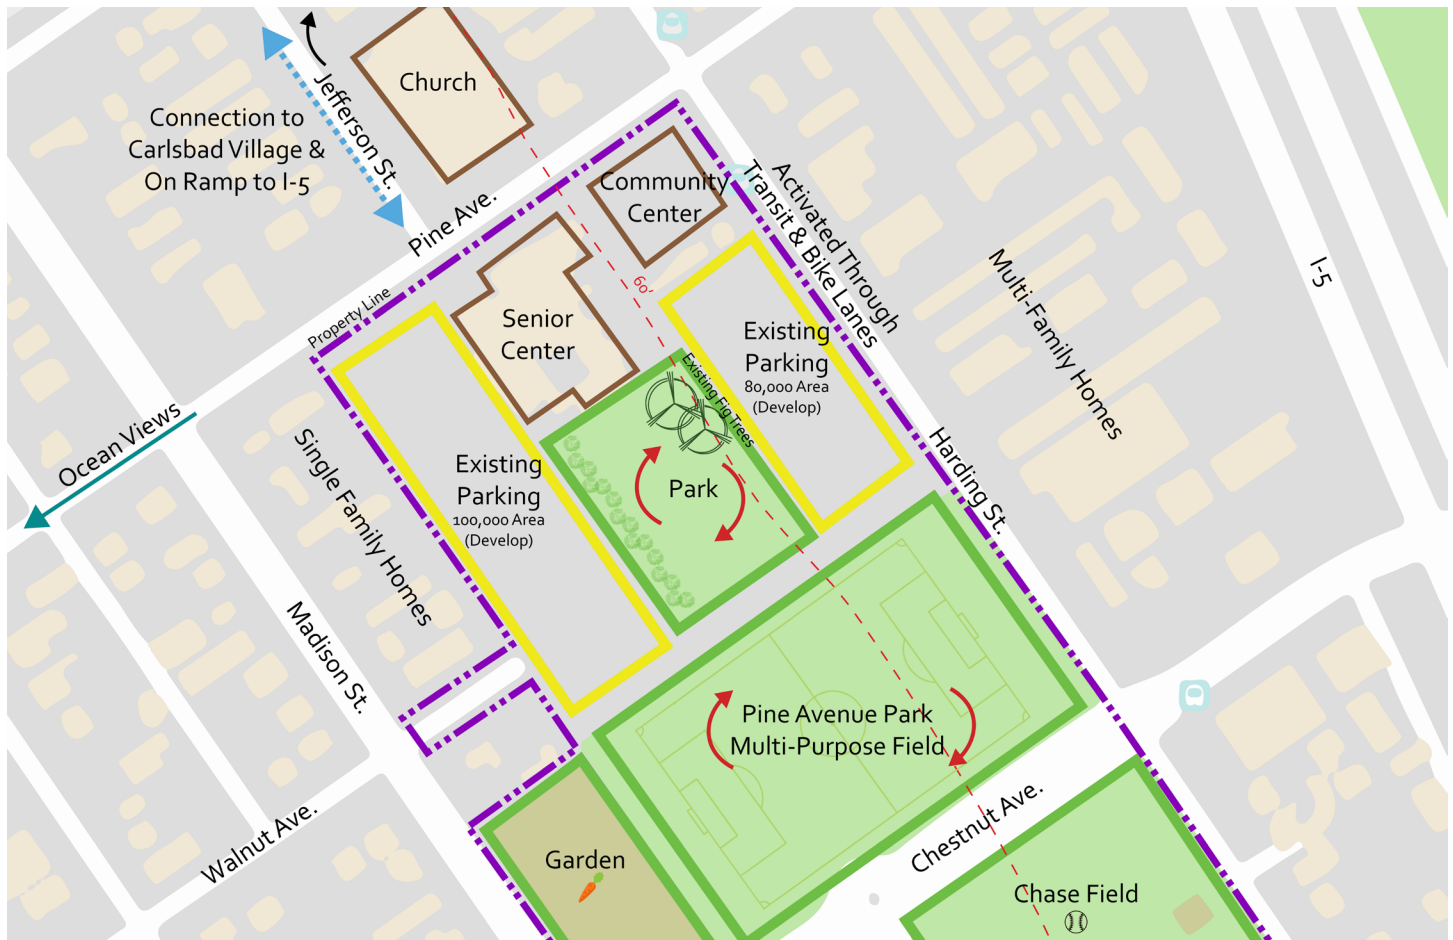 Church
Jefferson St.
Connection to
Carlsbad Village &
On Ramp to I-5
Pine Ave.
Community
Center
Activated Through
Transit & Bike Lanes
I-5
Multi-Family Homes
Property Line
60'
Senior
Center
Existing
Parking
80,000 Area
(Develop)
Existing Fig Trees
Ocean Views
Single Family Homes
Existing
Parking
100,000 Area
(Develop)
Park
Harding St.
Madison St.
Pine Avenue Park
Multi-Purpose Field
Walnut Ave.
Chestnut Ave.
Garden
Chase Field